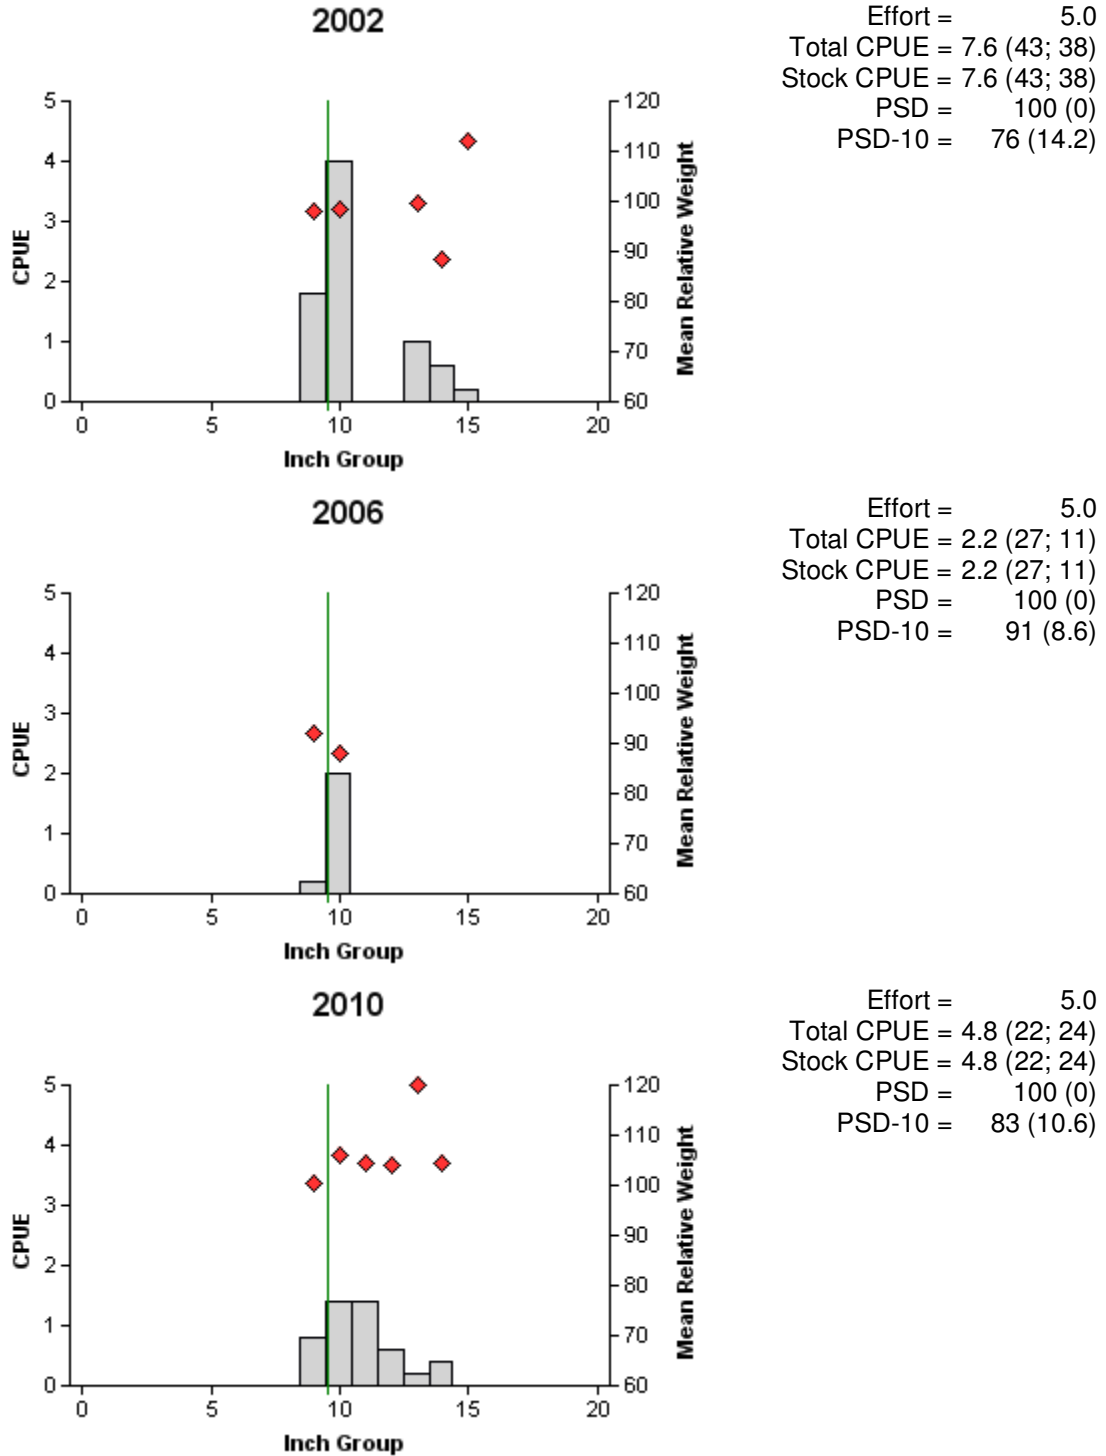 2002
Effort = 5.0
Total CPUE = 7.6 (43; 38)
Stock CPUE = 7.6 (43; 38)
PSD = 100 (0)
PSD-10 = 76 (14.2)
5
4
3
2
1
0
CPUE
120
110
100
90
80
70
60
Mean Relative Weight
0 5 10 15 20
Inch Group
2006
Effort = 5.0
Total CPUE = 2.2 (27; 11)
Stock CPUE = 2.2 (27; 11)
PSD = 100 (0)
PSD-10 = 91 (8.6)
5
4
3
2
1
0
CPUE
120
110
100
90
80
70
60
Mean Relative Weight
0 5 10 15 20
Inch Group
2010
Effort = 5.0
Total CPUE = 4.8 (22; 24)
Stock CPUE = 4.8 (22; 24)
PSD = 100 (0)
PSD-10 = 83 (10.6)
5
4
3
2
1
0
CPUE
120
110
100
90
80
70
60
Mean Relative Weight
0 5 10 15 20
Inch Group